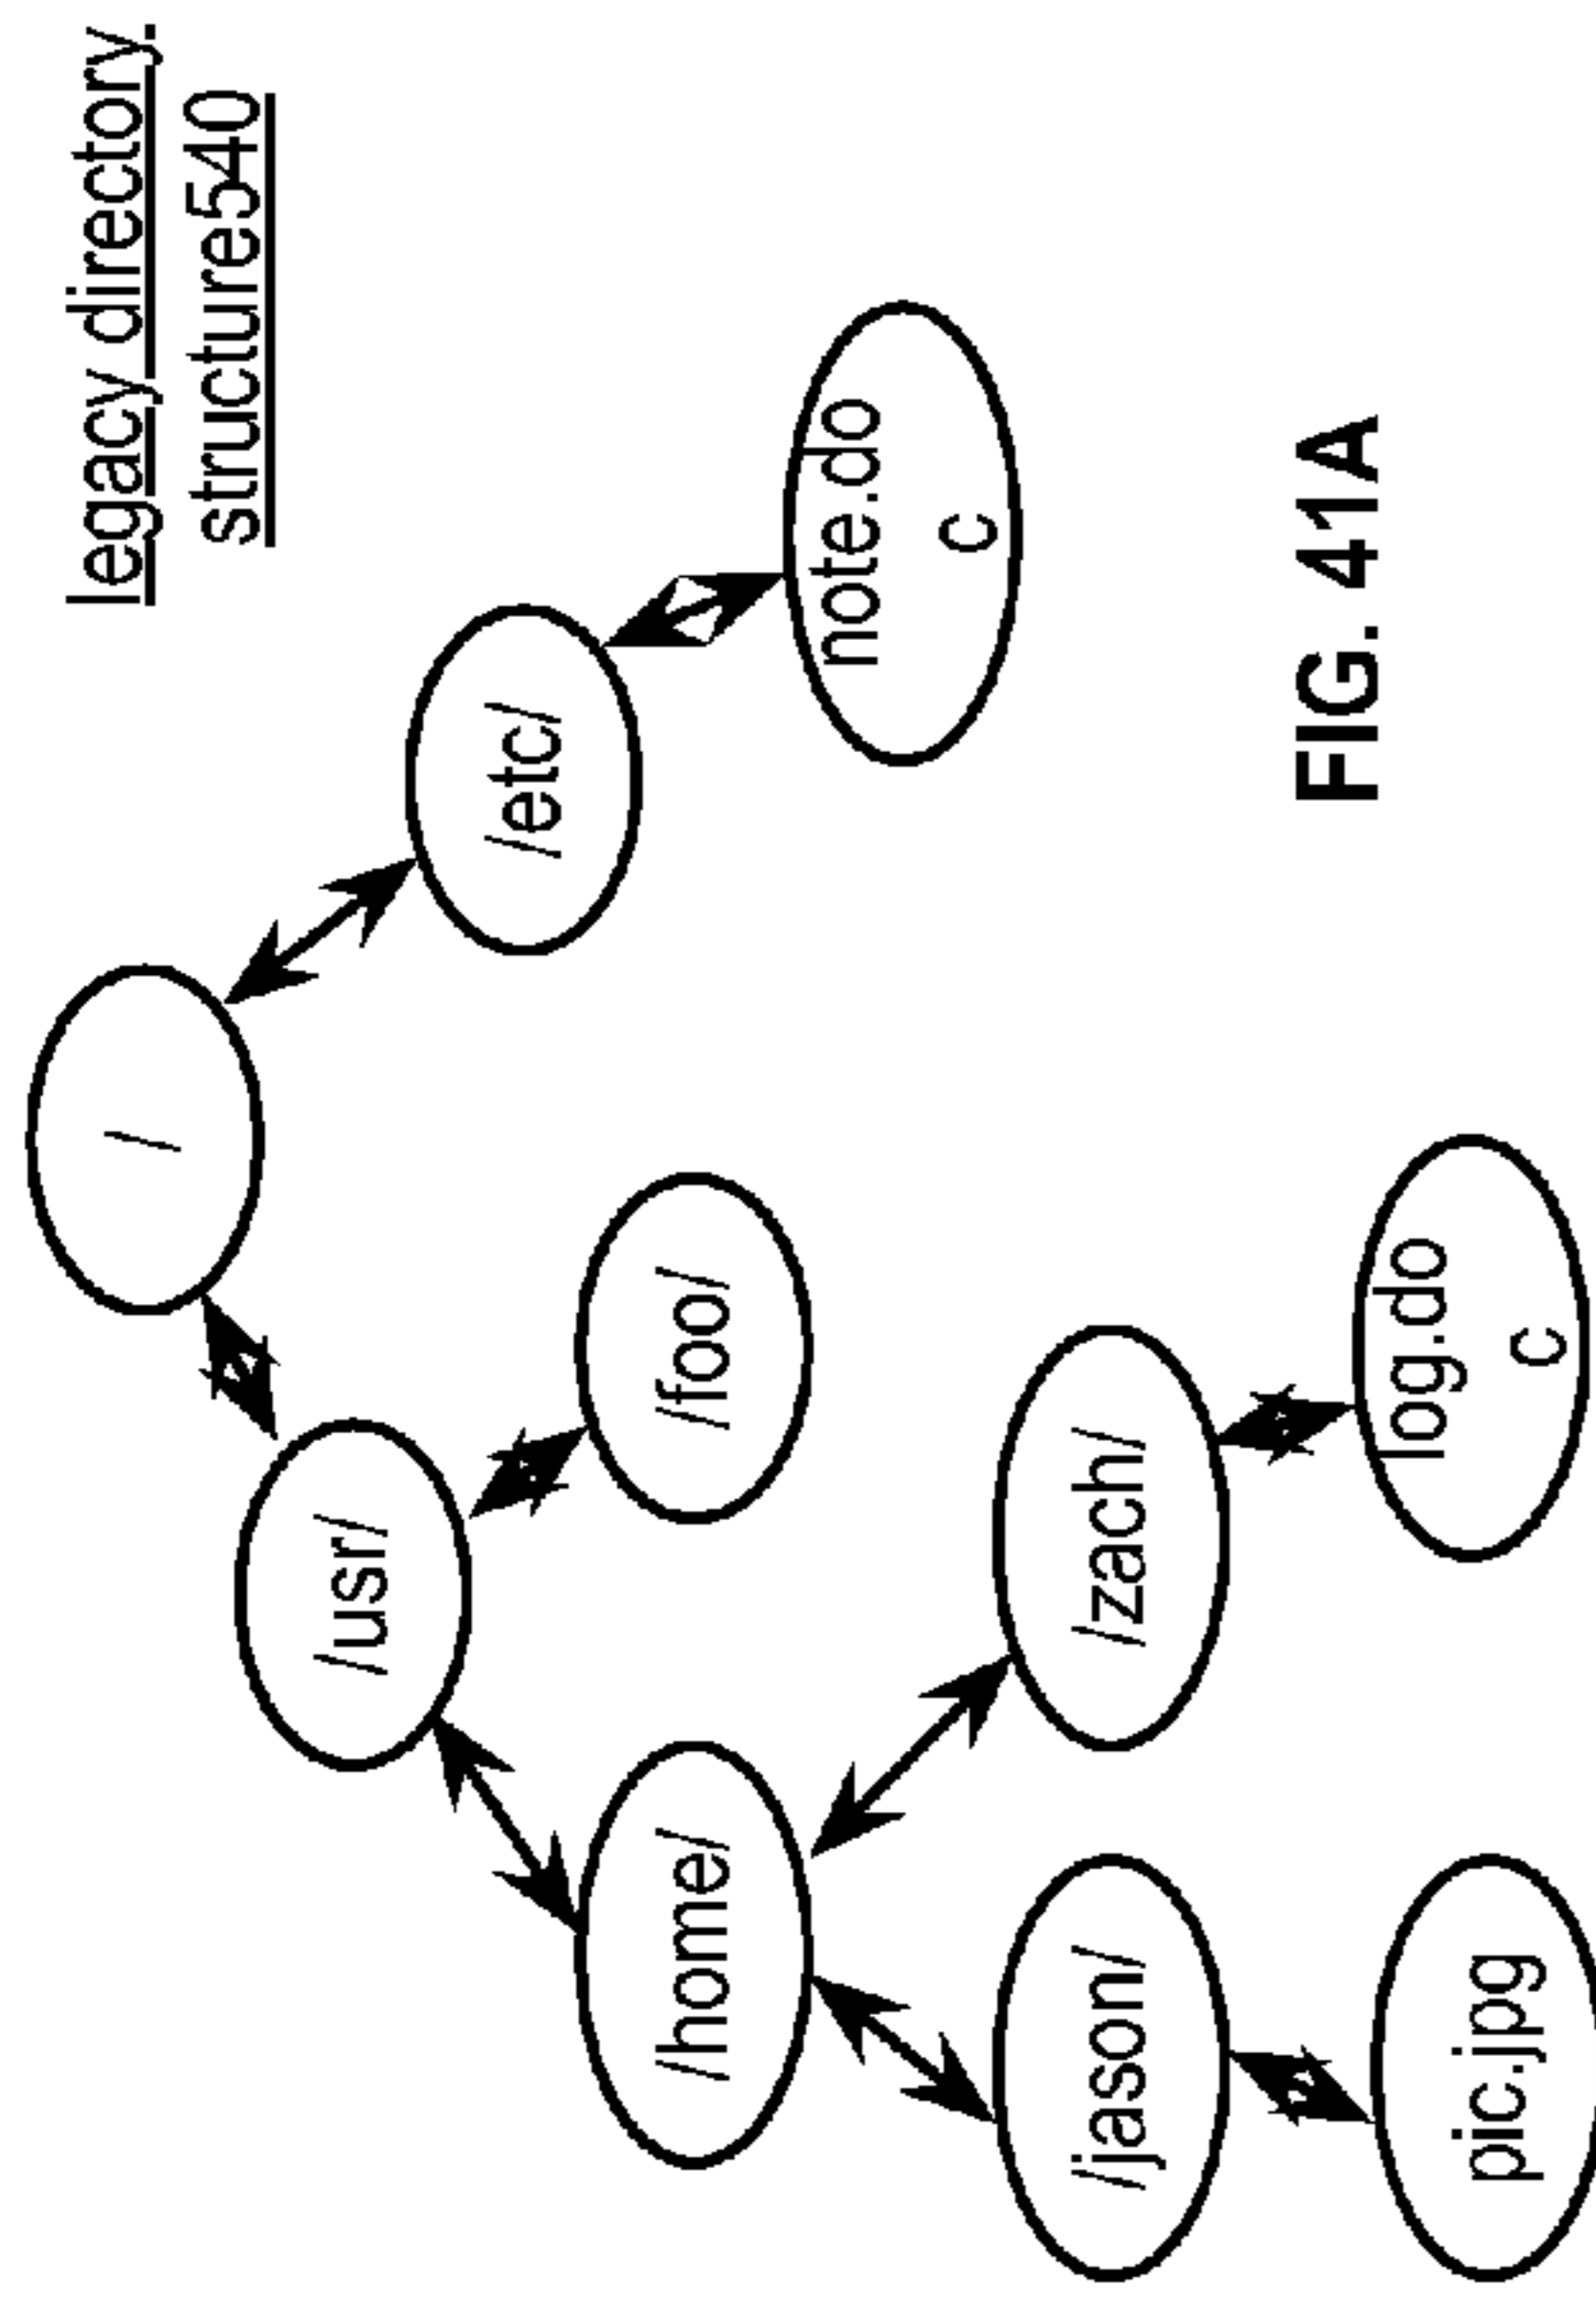 legacy directory
structure540
/
/usr/
/etc/
/home/
/foo/
note.do
c
/jason/
/zach/
pic.jpg
log.do
c
FIG. 41A